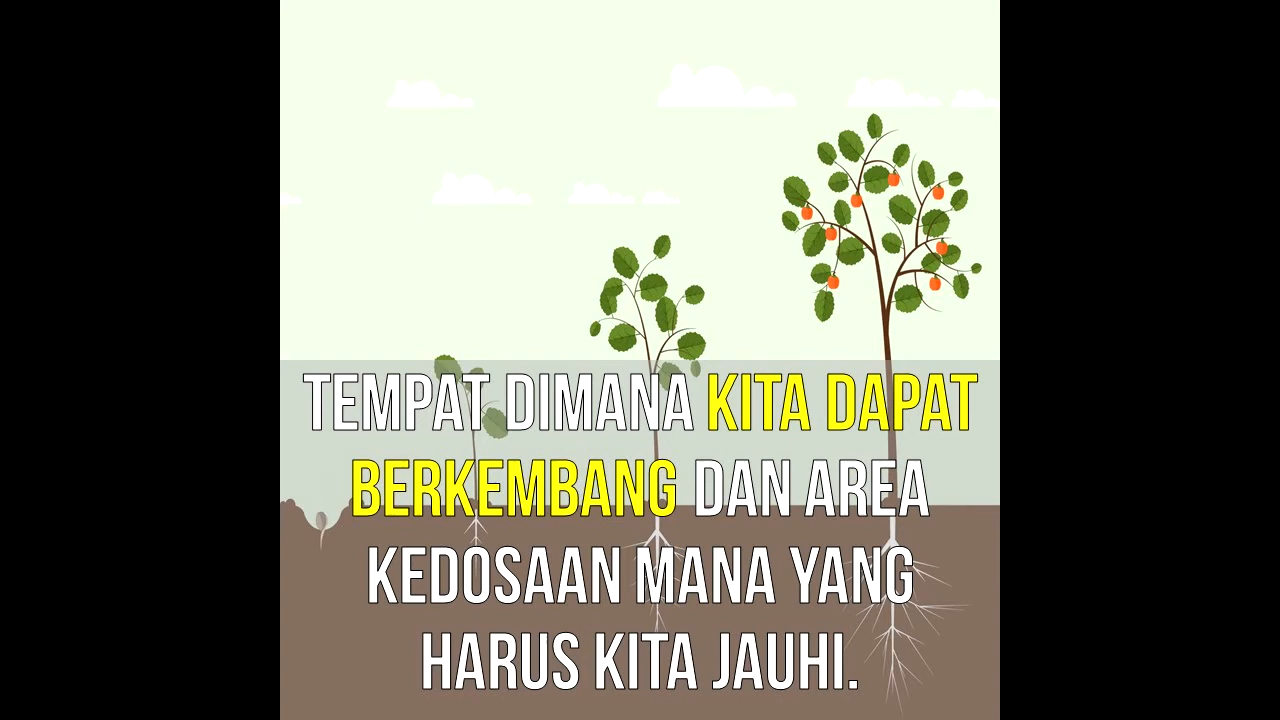 TEMPAT DIMANA KITA DAPAT
BERKEMBANG DAN AREA
KEDOSAAN MANA YANG
HARUS KITA JAUHI.